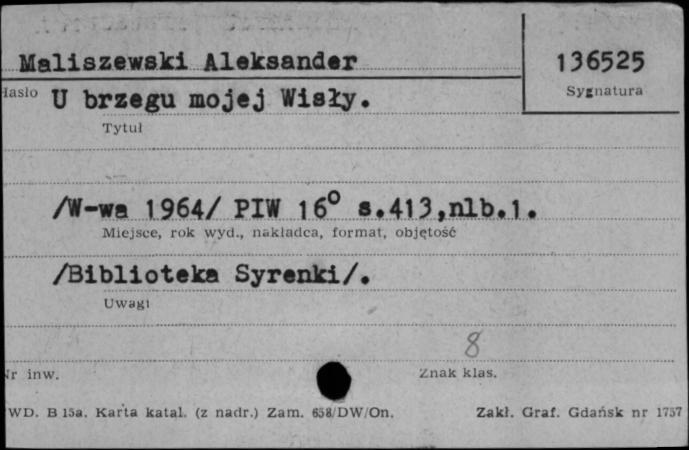 Maliszewski Aleksander
136525
Hasło U brzegu mojej Wisły.
Sygnatura
Tytuł
/W-wa 1964/ PIW 16° s.413,nlb.1.
Miejsce, rok wyd., nakładca, format, objętość
/Biblioteka Syrenki/.
Uwagi
8
Nr inw.
Znak klas.
WD. B 15a. Karta katal. (z nadr.) Zam. 658/DW/On.
Zakł. Graf. Gdańsk nr 1757